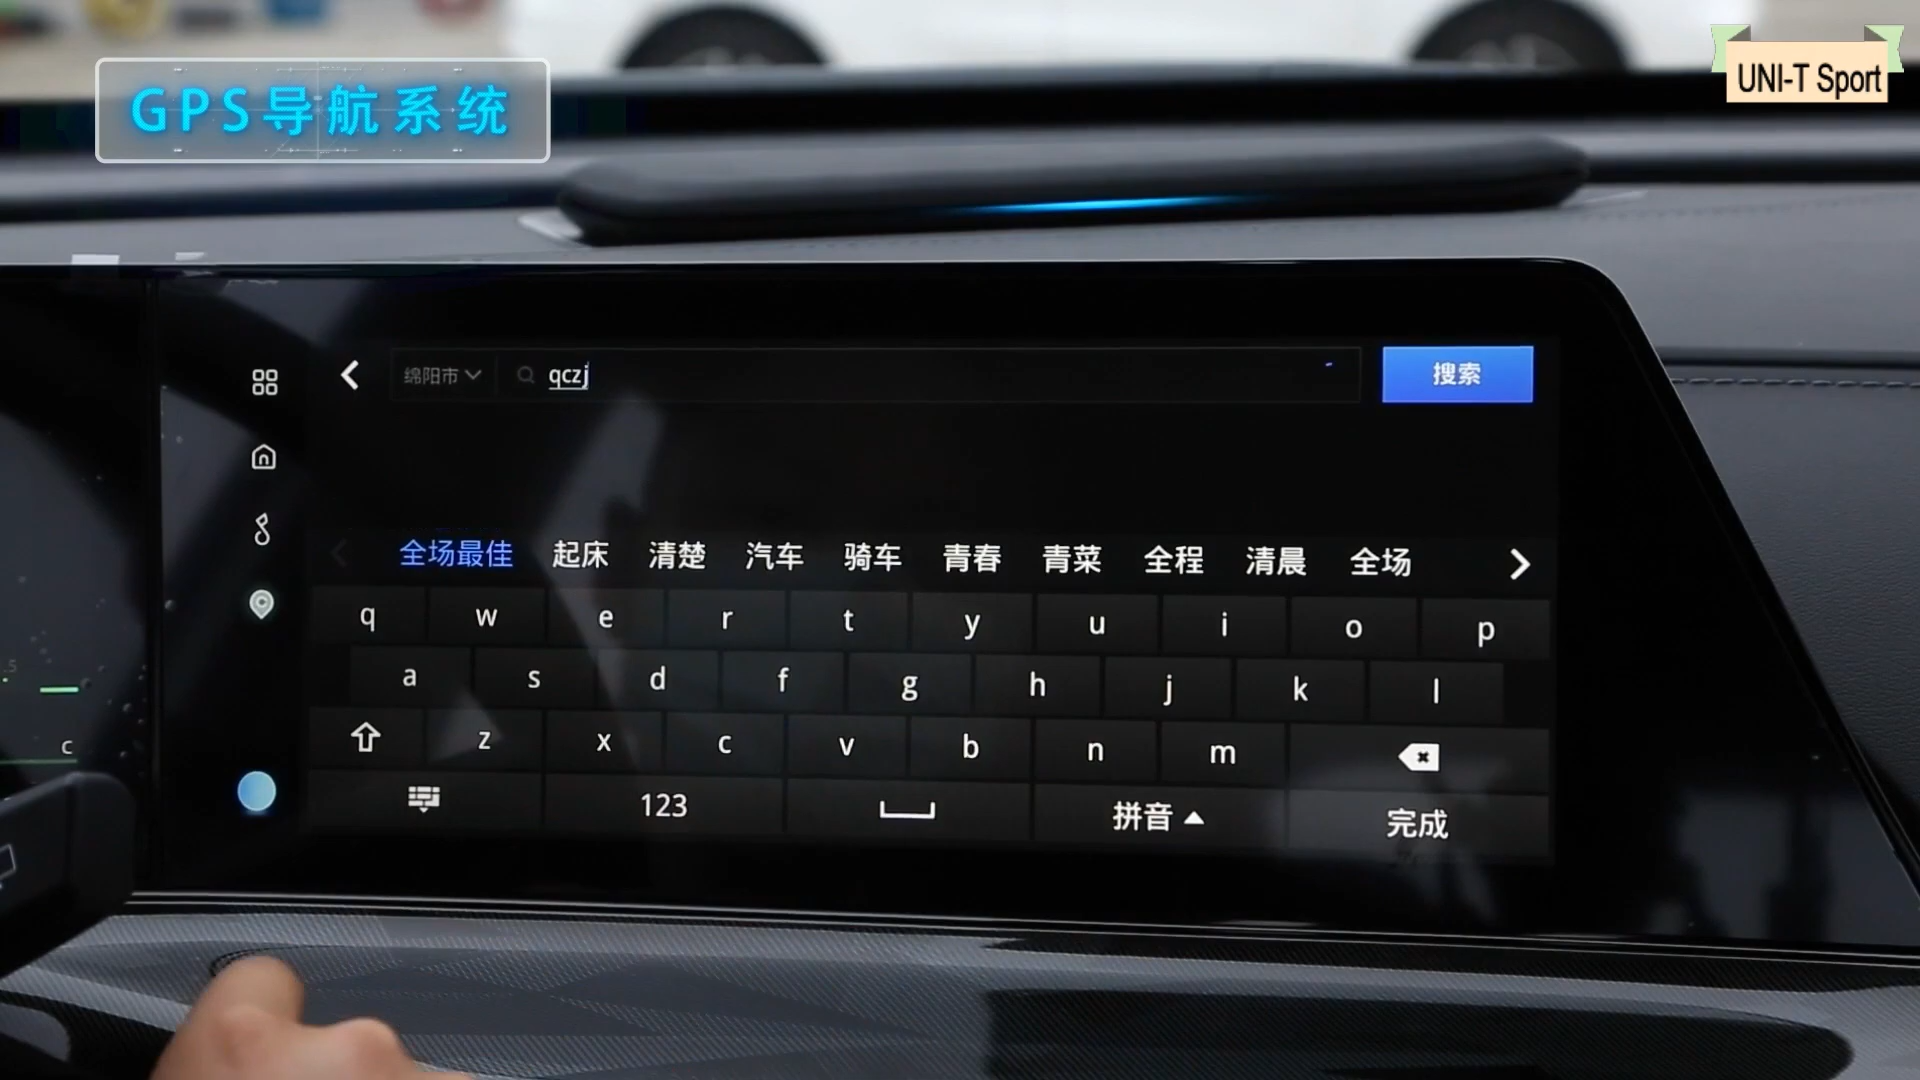 GPS导航系统
UNI-T Sport
绵阳市
qczj
搜索
全场最佳 起床 清楚 汽车 骑车 青春 青菜 全程 清晨 全场
q w e r t y u i o p
a s d f g h j k l
z x c v b n m
123 拼音 完成
.5
C